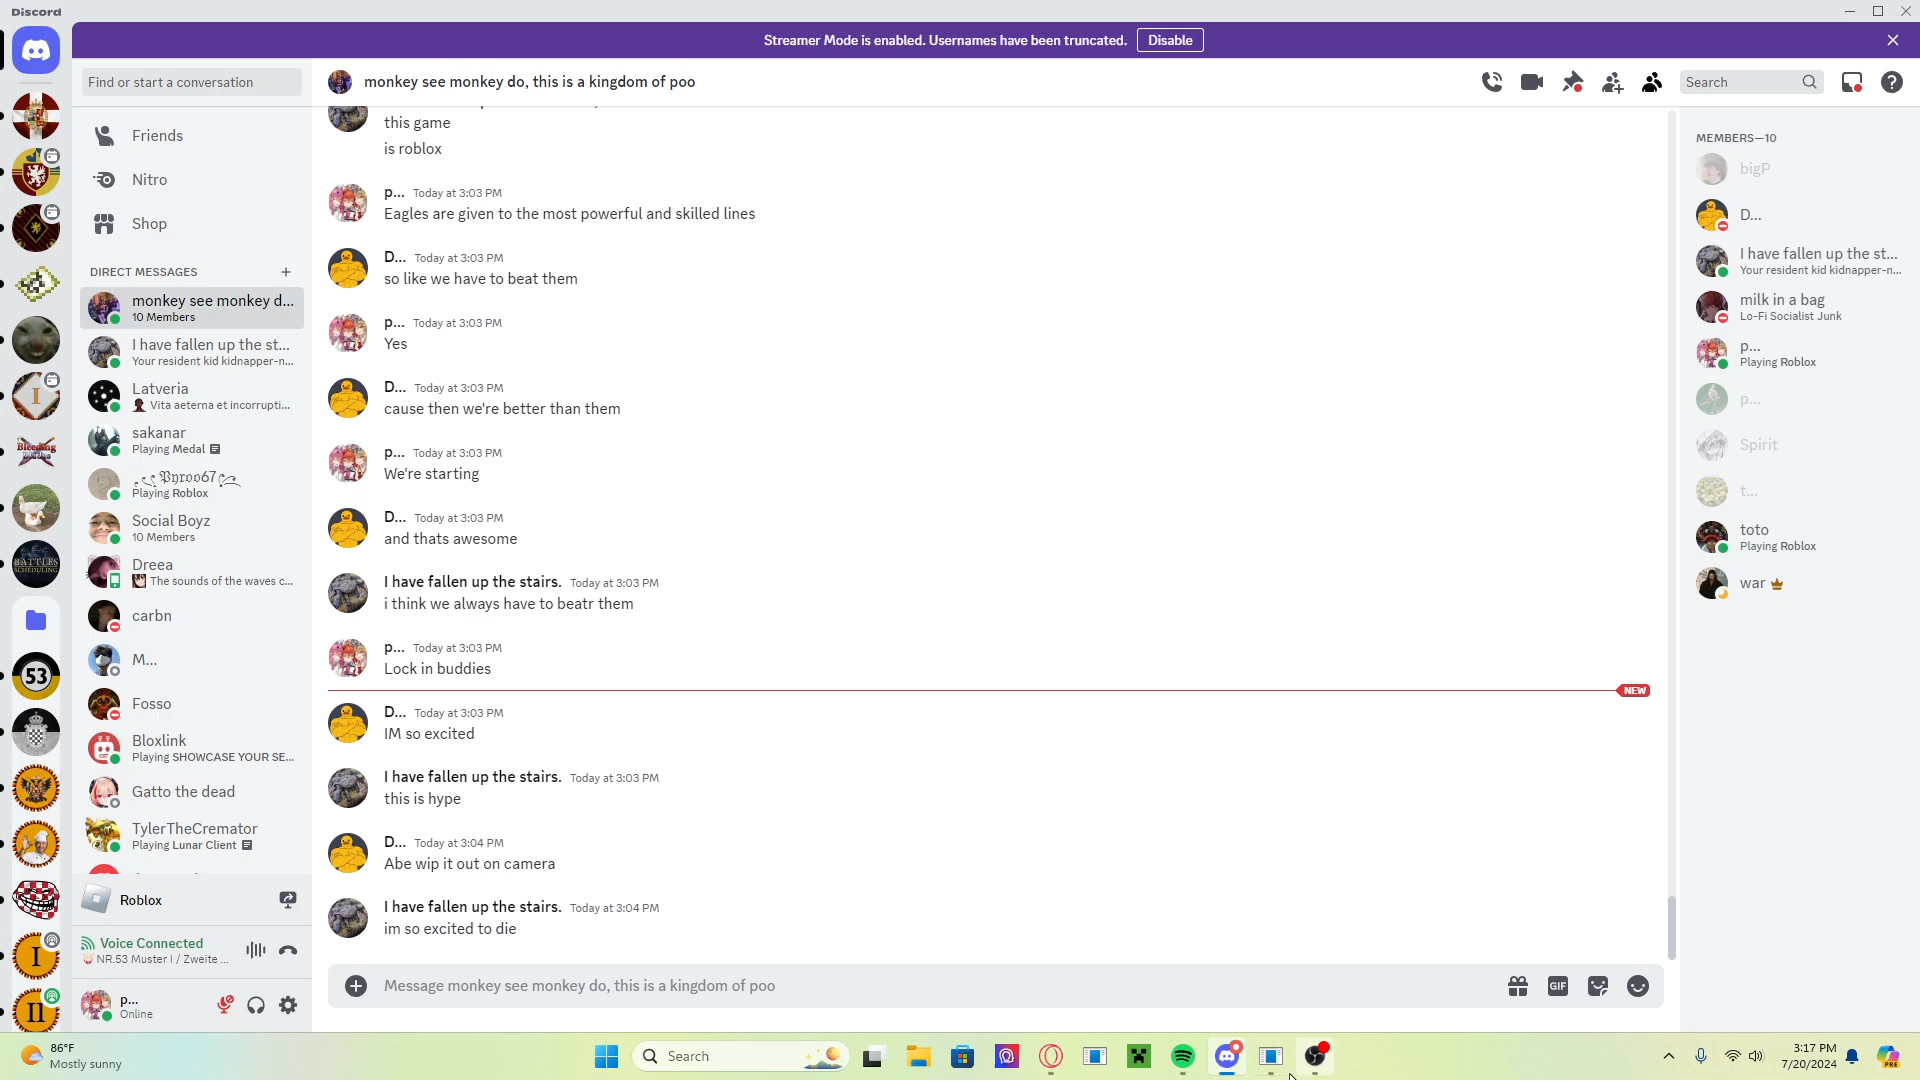 Discord
Streamer Mode is enabled. Usernames have been truncated. Disable
Find or start a conversation
monkey see monkey do, this is a kingdom of poo
Search
Friends
Nitro
Shop
DIRECT MESSAGES
monkey see monkey d...
10 Members
I have fallen up the st...
Your resident kid kidnapper-n...
Latveria
Vita aeterna et incorrupti...
sakanar
Playing Medal
𝔓𝔶𝔯𝔬𝔬67
Playing Roblox
Social Boyz
10 Members
Dreea
The sounds of the waves c...
carbn
M...
Fosso
Bloxlink
Playing SHOWCASE YOUR SE...
Gatto the dead
TylerTheCremator
Playing Lunar Client
Roblox
Voice Connected
NR.53 Muster I / Zweite ...
p...
Online
this game
is roblox
p... Today at 3:03 PM
Eagles are given to the most powerful and skilled lines
D... Today at 3:03 PM
so like we have to beat them
p... Today at 3:03 PM
Yes
D... Today at 3:03 PM
cause then we're better than them
p... Today at 3:03 PM
We're starting
D... Today at 3:03 PM
and thats awesome
I have fallen up the stairs. Today at 3:03 PM
i think we always have to beatr them
p... Today at 3:03 PM
Lock in buddies
NEW
D... Today at 3:03 PM
IM so excited
I have fallen up the stairs. Today at 3:03 PM
this is hype
D... Today at 3:04 PM
Abe wip it out on camera
I have fallen up the stairs. Today at 3:04 PM
im so excited to die
Message monkey see monkey do, this is a kingdom of poo
GIF
MEMBERS—10
bigP
D...
I have fallen up the st...
Your resident kid kidnapper-n...
milk in a bag
Lo-Fi Socialist Junk
p...
Playing Roblox
p...
Spirit
t...
toto
Playing Roblox
war
I
Bleeding
BATTLES
SCHEDULING
53
I
II
86°F
Mostly sunny
Search
3:17 PM
7/20/2024
PRE